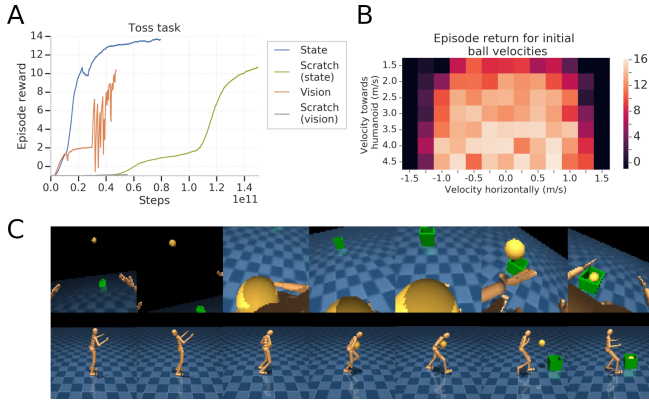 A
Toss task
Episode reward
14
12
10
8
6
4
2
0
0.0 0.2 0.4 0.6 0.8 1.0 1.2 1.4
1e11
Steps
State
Scratch
(state)
Vision
Scratch
(vision)
B
Episode return for initial
ball velocities
Velocity towards
humanoid (m/s)
1.5
2.0
2.5
3.0
3.5
4.0
4.5
-1.5 -1.0 -0.5 0.0 0.5 1.0 1.5
Velocity horizontally (m/s)
16
12
8
4
0
C